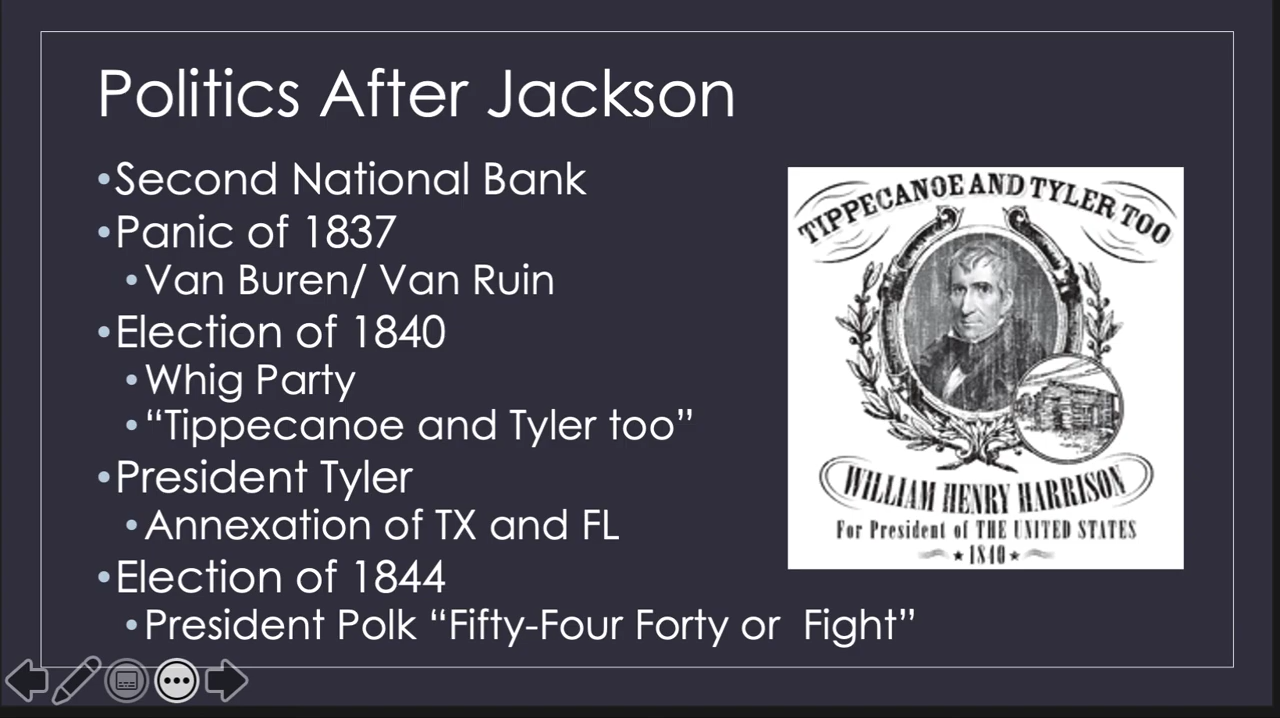 Politics After Jackson
•Second National Bank
•Panic of 1837
•Van Buren/ Van Ruin
•Election of 1840
•Whig Party
•“Tippecanoe and Tyler too”
•President Tyler
•Annexation of TX and FL
•Election of 1844
•President Polk “Fifty-Four Forty or  Fight”
TIPPECANOE AND TYLER TOO
WILLIAM HENRY HARRISON
For President of THE UNITED STATES
★1840★